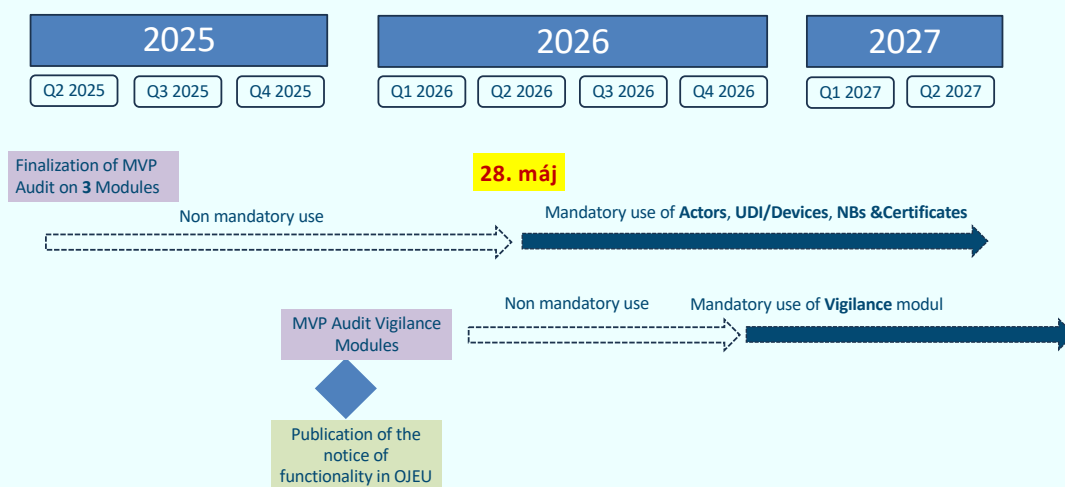 2025
2026
2027
Q2 2025
Q3 2025
Q4 2025
Q1 2026
Q2 2026
Q3 2026
Q4 2026
Q1 2027
Q2 2027
Finalization of MVP
Audit on 3 Modules
28. máj
Non mandatory use
Mandatory use of Actors, UDI/Devices, NBs &Certificates
MVP Audit Vigilance
Modules
Non mandatory use
Mandatory use of Vigilance modul
Publication of the
notice of
functionality in OJEU